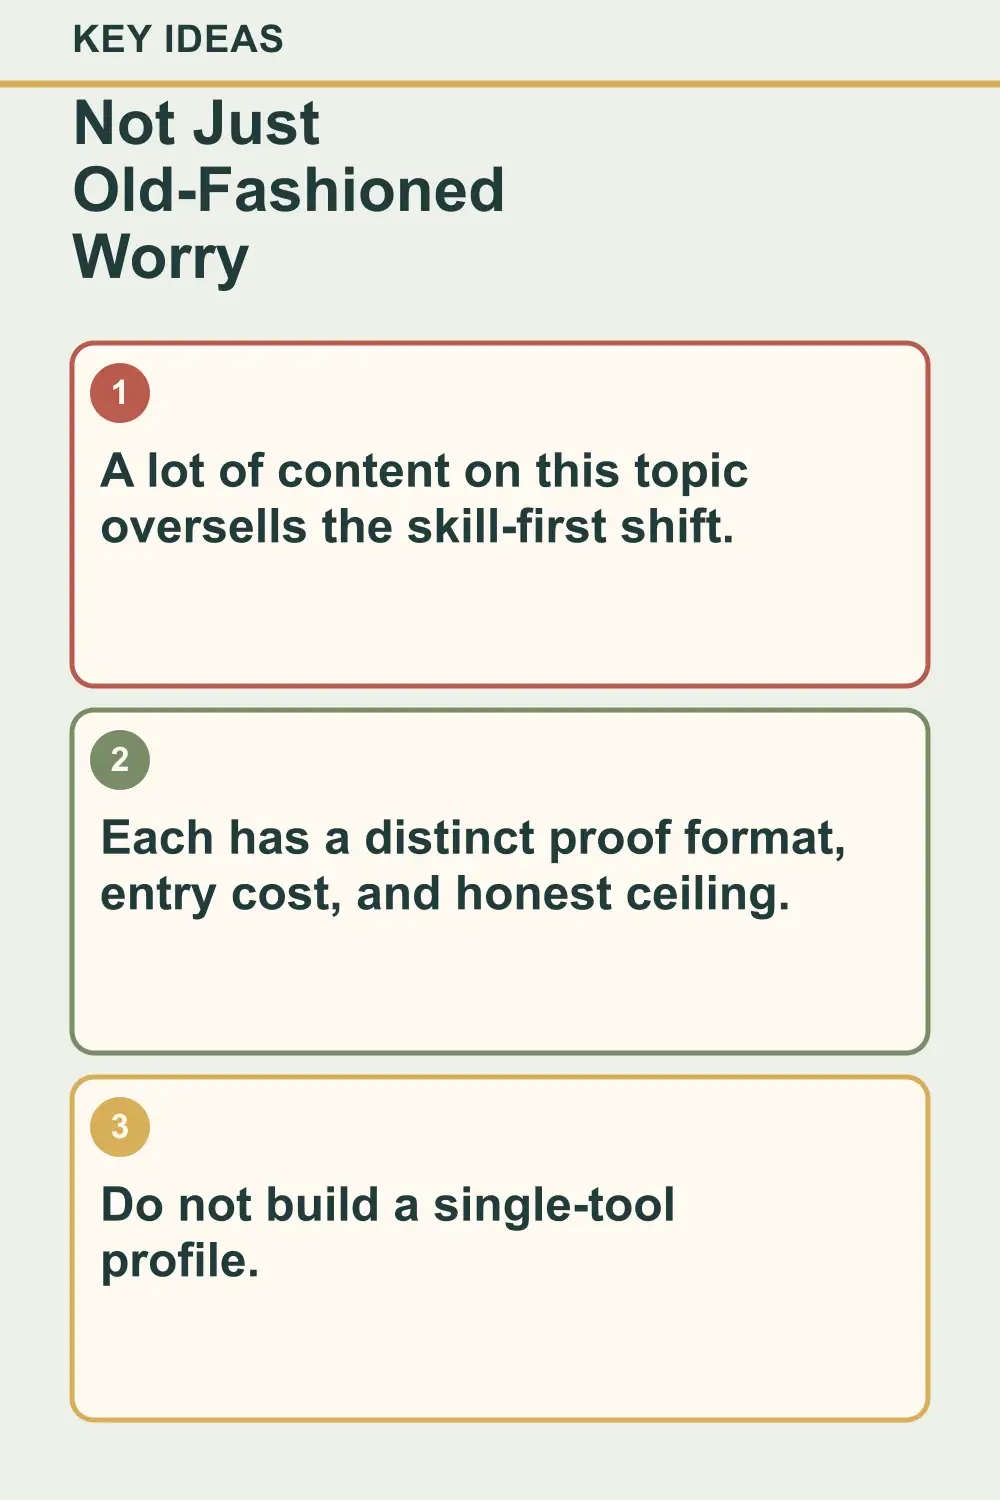 KEY IDEAS
Not Just
Old-Fashioned
Worry
1
A lot of content on this topic
oversells the skill-first shift.
2
Each has a distinct proof format,
entry cost, and honest ceiling.
3
Do not build a single-tool
profile.